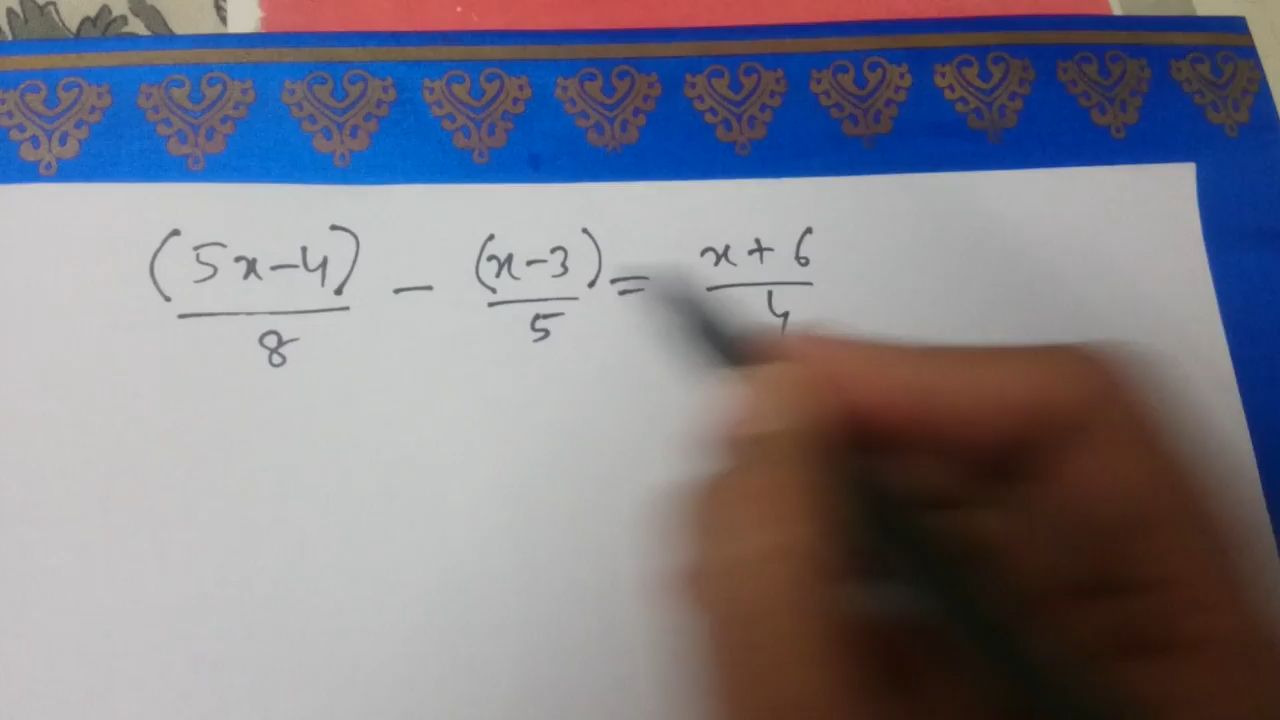 (5x-4)/8 - (x-3)/5 = x+6/4